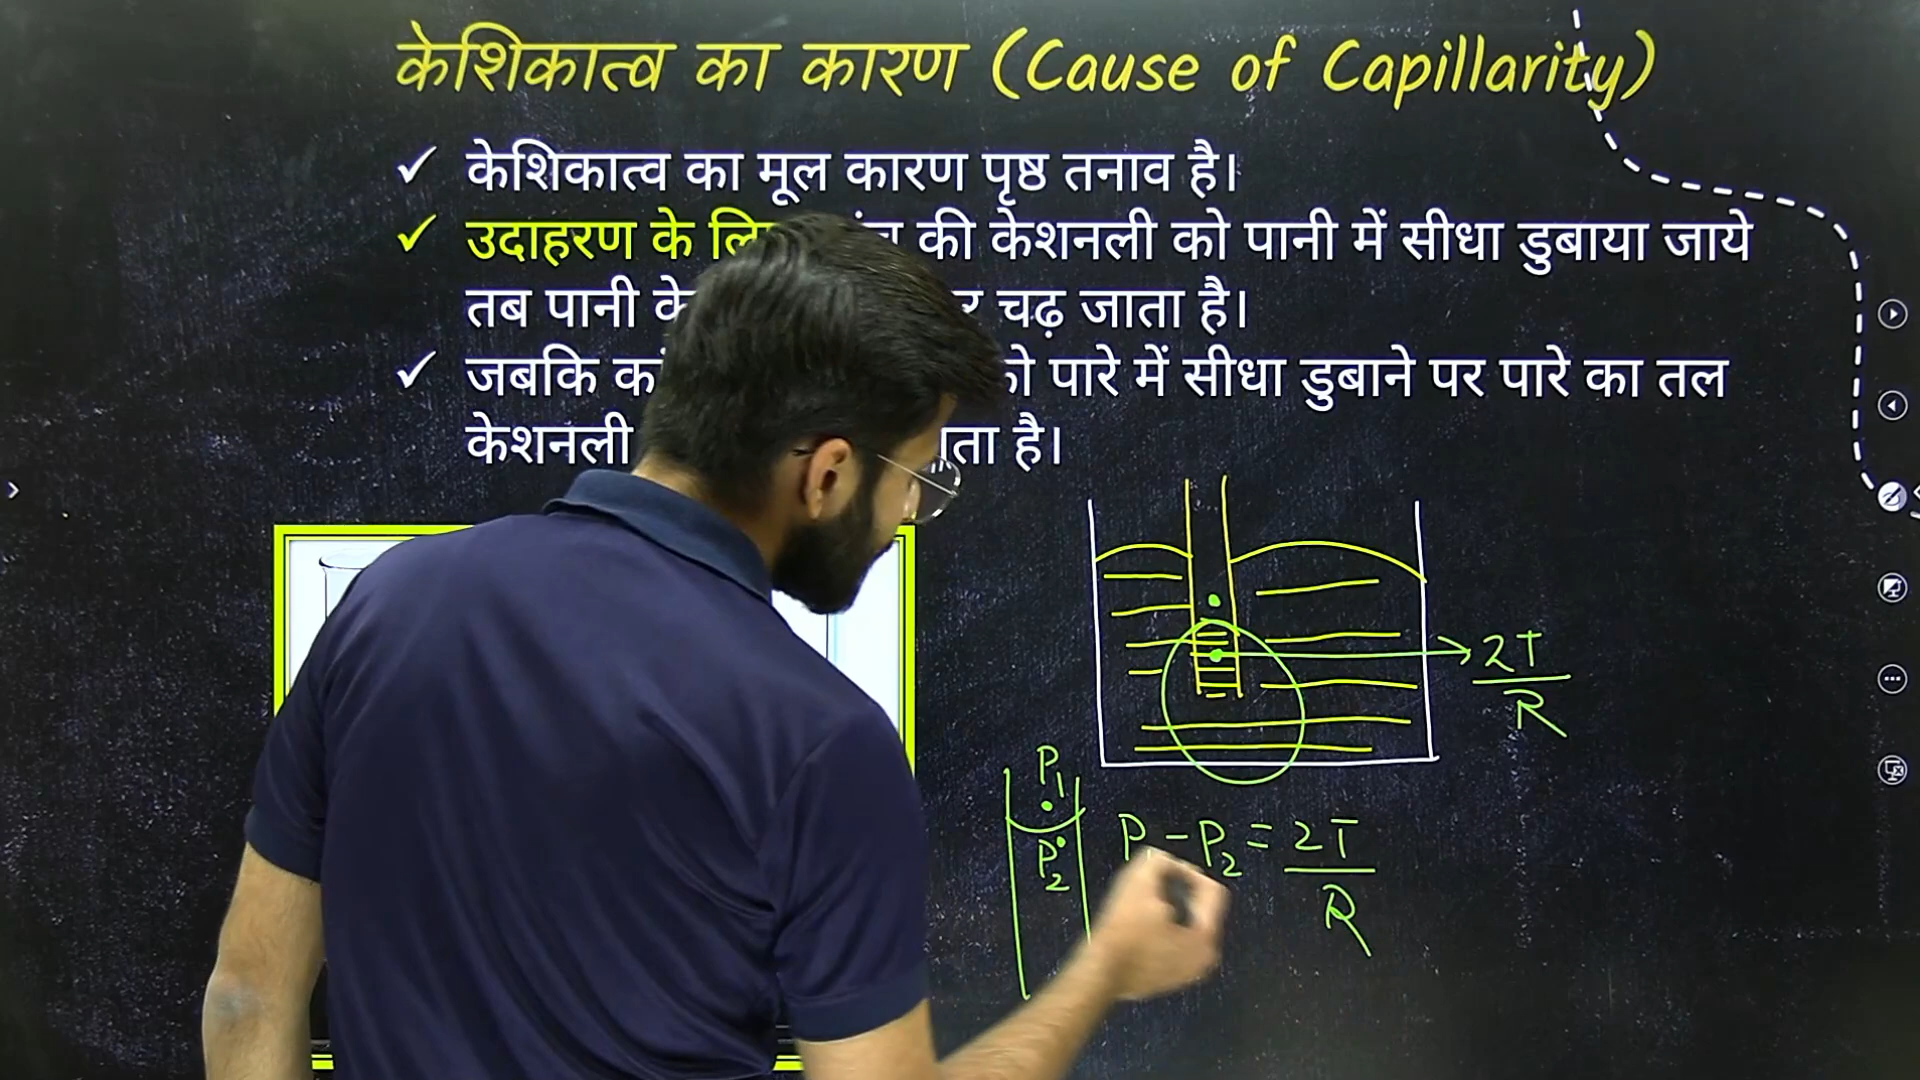 केशिकात्व का कारण (Cause of Capillarity)
✓ केशिकात्व का मूल कारण पृष्ठ तनाव है।
✓ उदाहरण के की केशनली को पानी में सीधा डुबाया जाये
तब पानी चढ़ जाता है।
✓ जबकि पारे में सीधा डुबाने पर पारे का तल
केशनली है।
2T
R
P1
P2
P - P2 = 2T
R